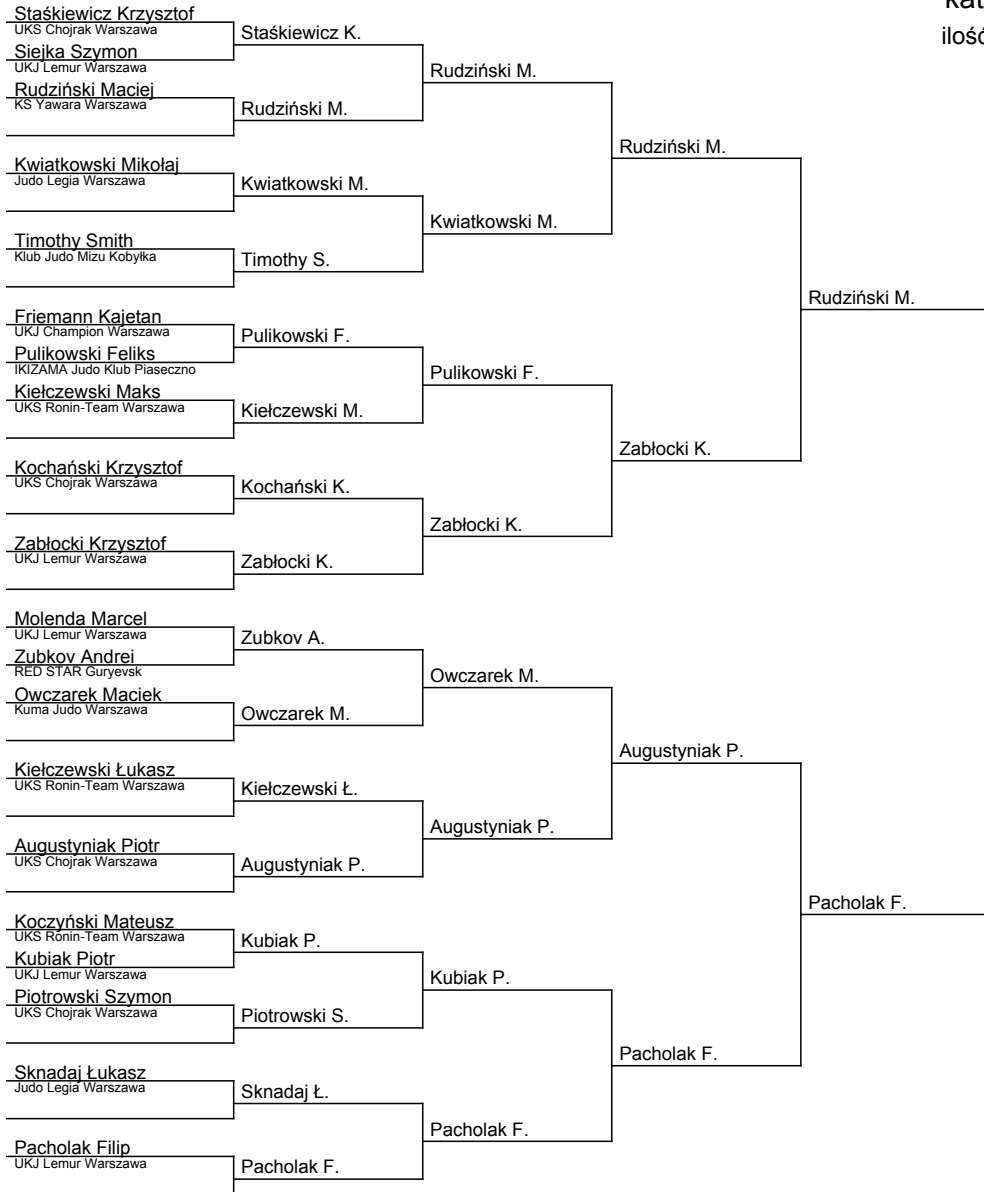 kat
ilość
Staśkiewicz Krzysztof
UKS Chojrak Warszawa
Siejka Szymon
UKJ Lemur Warszawa
Rudziński Maciej
KS Yawara Warszawa
Kwiatkowski Mikołaj
Judo Legia Warszawa
Timothy Smith
Klub Judo Mizu Kobyłka
Friemann Kajetan
UKJ Champion Warszawa
Pulikowski Feliks
IKIZAMA Judo Klub Piaseczno
Kiełczewski Maks
UKS Ronin-Team Warszawa
Kochański Krzysztof
UKS Chojrak Warszawa
Zabłocki Krzysztof
UKJ Lemur Warszawa
Molenda Marcel
UKJ Lemur Warszawa
Zubkov Andrei
RED STAR Guryevsk
Owczarek Maciek
Kuma Judo Warszawa
Kiełczewski Łukasz
UKS Ronin-Team Warszawa
Augustyniak Piotr
UKS Chojrak Warszawa
Koczyński Mateusz
UKS Ronin-Team Warszawa
Kubiak Piotr
UKJ Lemur Warszawa
Piotrowski Szymon
UKS Chojrak Warszawa
Sknadaj Łukasz
Judo Legia Warszawa
Pacholak Filip
UKJ Lemur Warszawa
Staśkiewicz K.
Rudziński M.
Kwiatkowski M.
Timothy S.
Pulikowski F.
Kiełczewski M.
Kochański K.
Zabłocki K.
Zubkov A.
Owczarek M.
Kiełczewski Ł.
Augustyniak P.
Kubiak P.
Piotrowski S.
Sknadaj Ł.
Pacholak F.
Rudziński M.
Kwiatkowski M.
Pulikowski F.
Zabłocki K.
Owczarek M.
Augustyniak P.
Kubiak P.
Pacholak F.
Rudziński M.
Zabłocki K.
Augustyniak P.
Pacholak F.
Rudziński M.
Pacholak F.